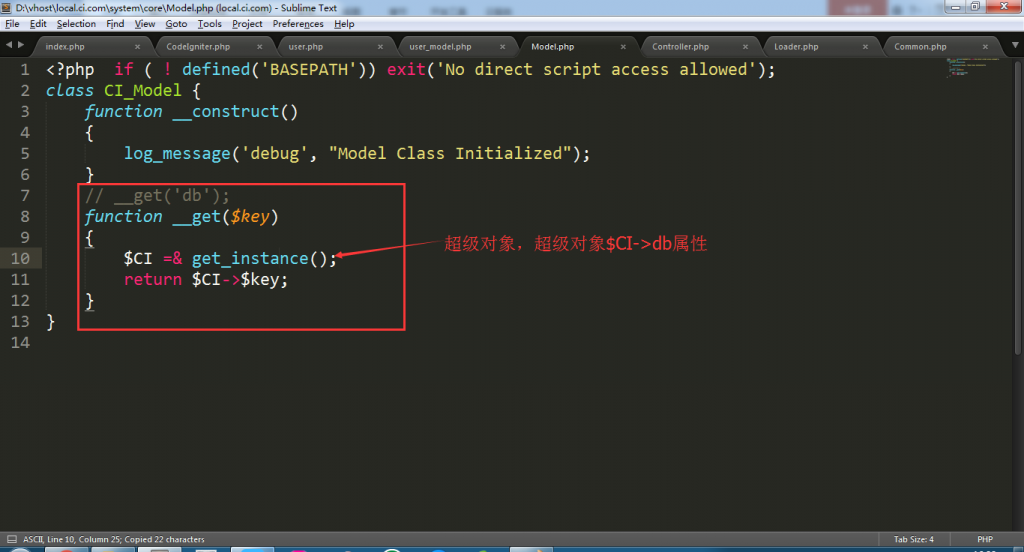 D:\vhost\local.ci.com\system\core\Model.php (local.ci.com) - Sublime Text
File Edit Selection Find View Goto Tools Project Preferences Help
index.php CodeIgniter.php user.php user_model.php Model.php Controller.php Loader.php Common.php
1 <?php  if ( ! defined('BASEPATH')) exit('No direct script access allowed');
2 class CI_Model {
3     function __construct()
4     {
5         log_message('debug', "Model Class Initialized");
6     }
7     // __get('db');
8     function __get($key)
9     {
10         $CI =& get_instance(); 超级对象，超级对象$CI->db属性
11         return $CI->$key;
12     }
13 }
14
ASCII, Line 10, Column 25; Copied 22 characters Tab Size: 4 PHP